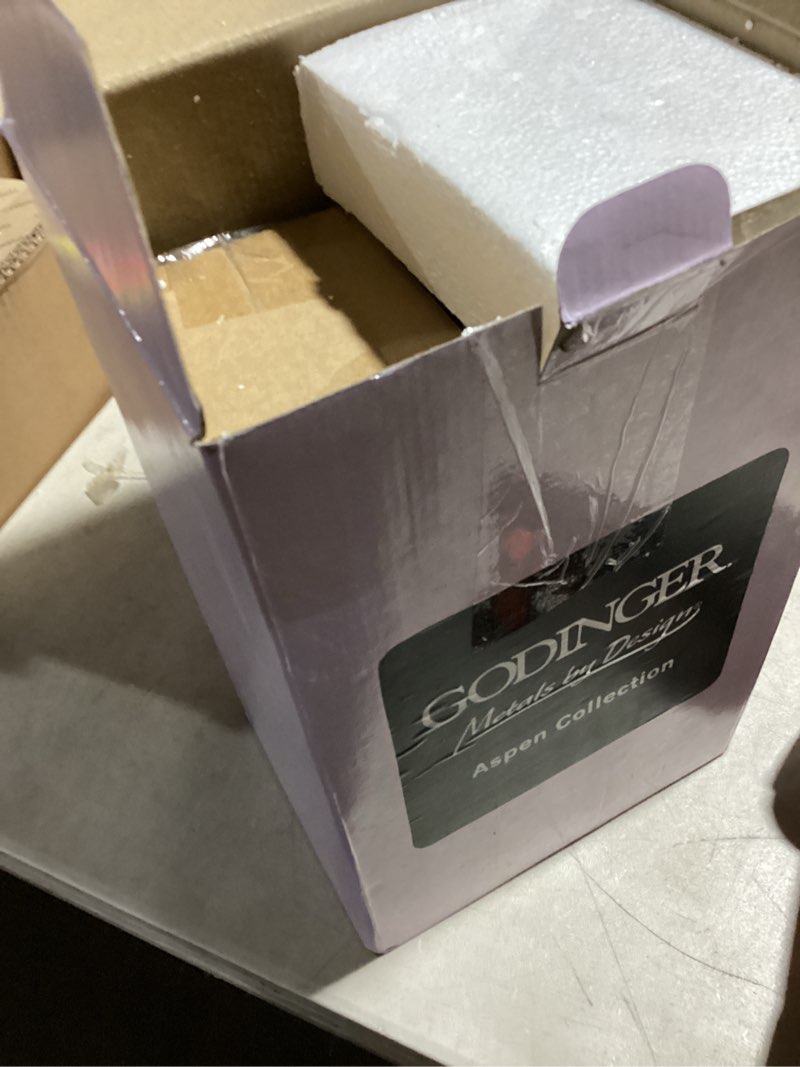 GODINGER
Metals by Design
Aspen Collection